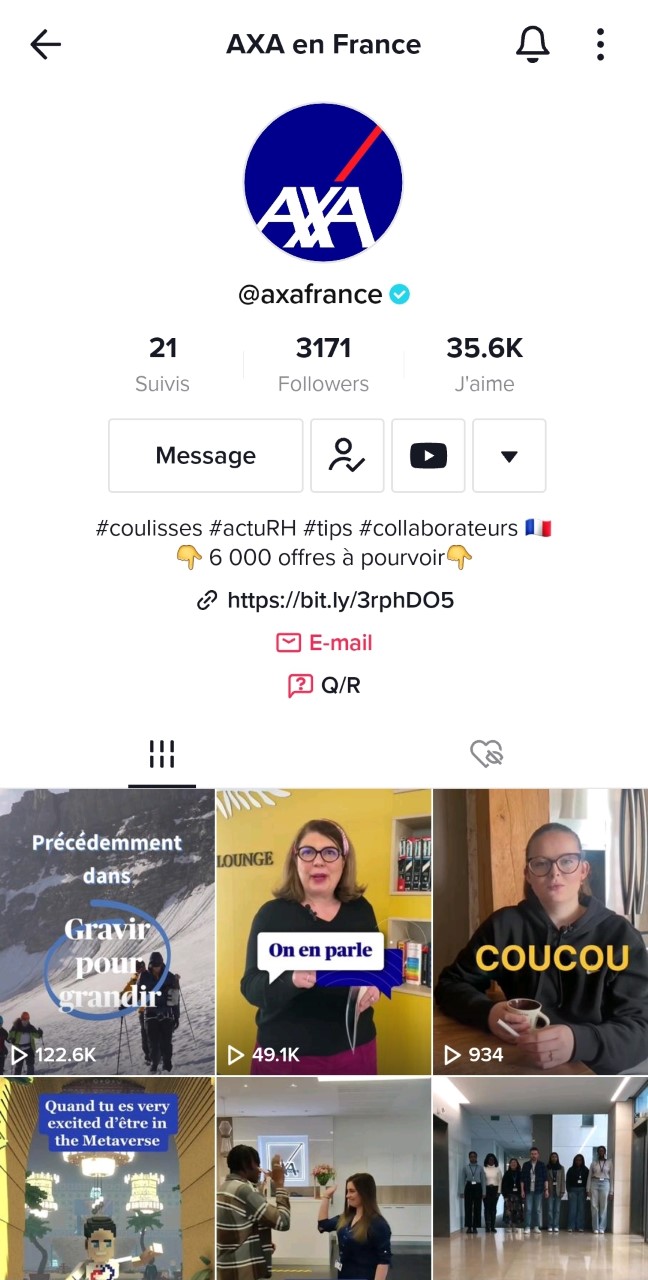 AXA en France
AXA
@axafrance
21
Suivis
3171
Followers
35.6K
J'aime
Message
#coulisses #actuRH #tips #collaborateurs 🇫🇷
👇 6 000 offres à pourvoir👇
https://bit.ly/3rphDO5
E-mail
Q/R
Précédemment
dans
Gravir
pour
grandir
122.6K
LOUNGE
On en parle
49.1K
COUCOU
934
Quand tu es very
excited d'être in
the Metaverse
AXA